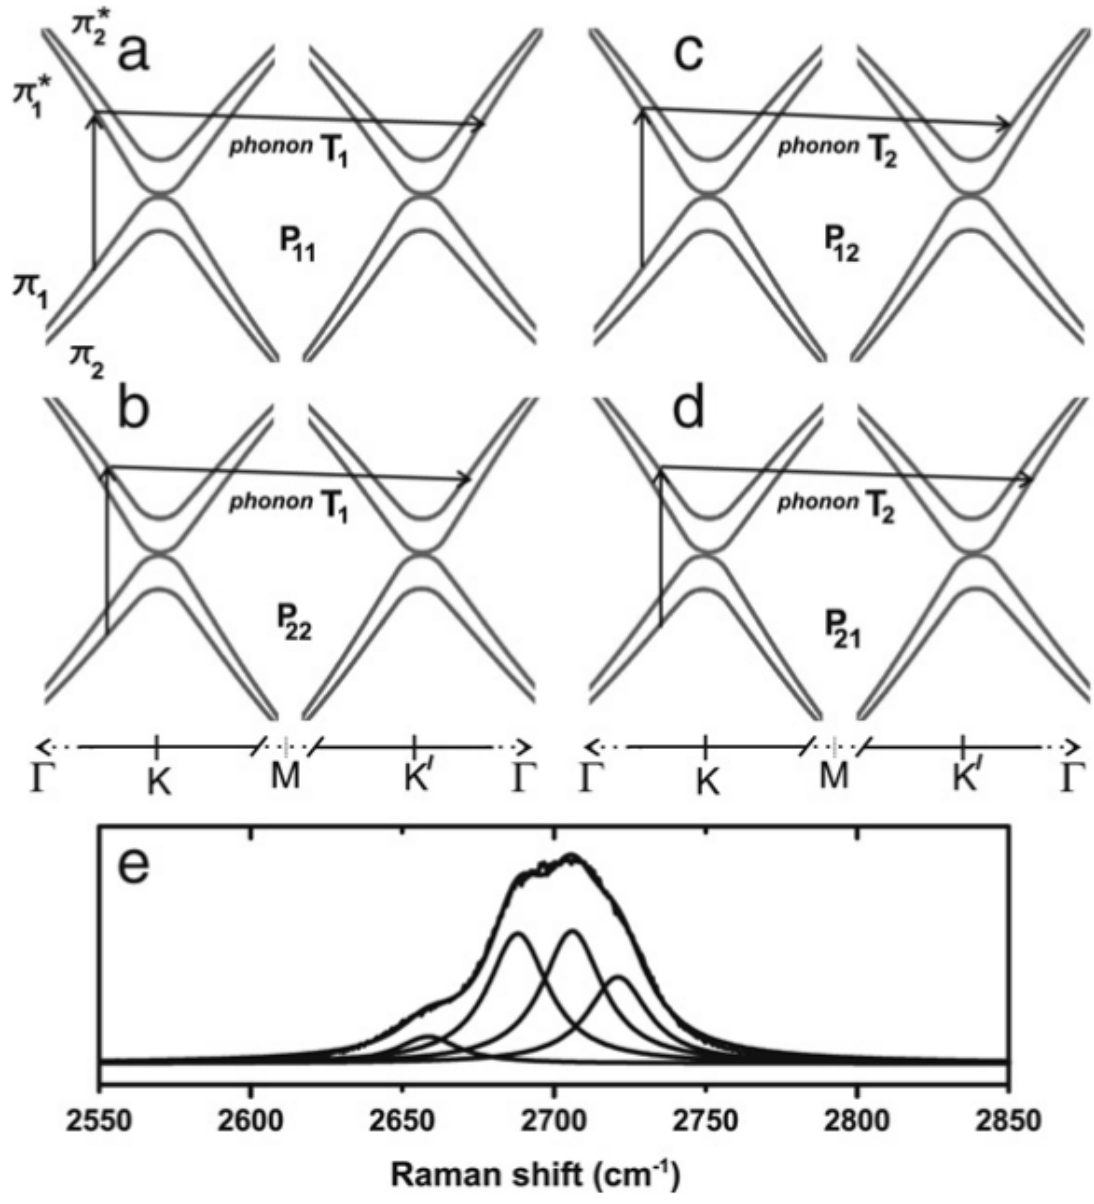 π₂*
a
c
π₁*
phonon T₁
phonon T₂
P₁₁
P₁₂
π₁
π₂
b
d
phonon T₁
phonon T₂
P₂₂
P₂₁
Γ K M K′ Γ Γ K M K′ Γ
e
2550 2600 2650 2700 2750 2800 2850
Raman shift (cm⁻¹)